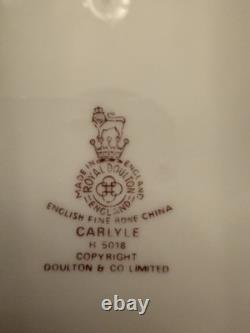 MADE IN ENGLAND
ROYAL DOULTON
ENGLAND
ENGLISH FINE BONE CHINA
CARLYLE
H 5018
COPYRIGHT
DOULTON & CO LIMITED